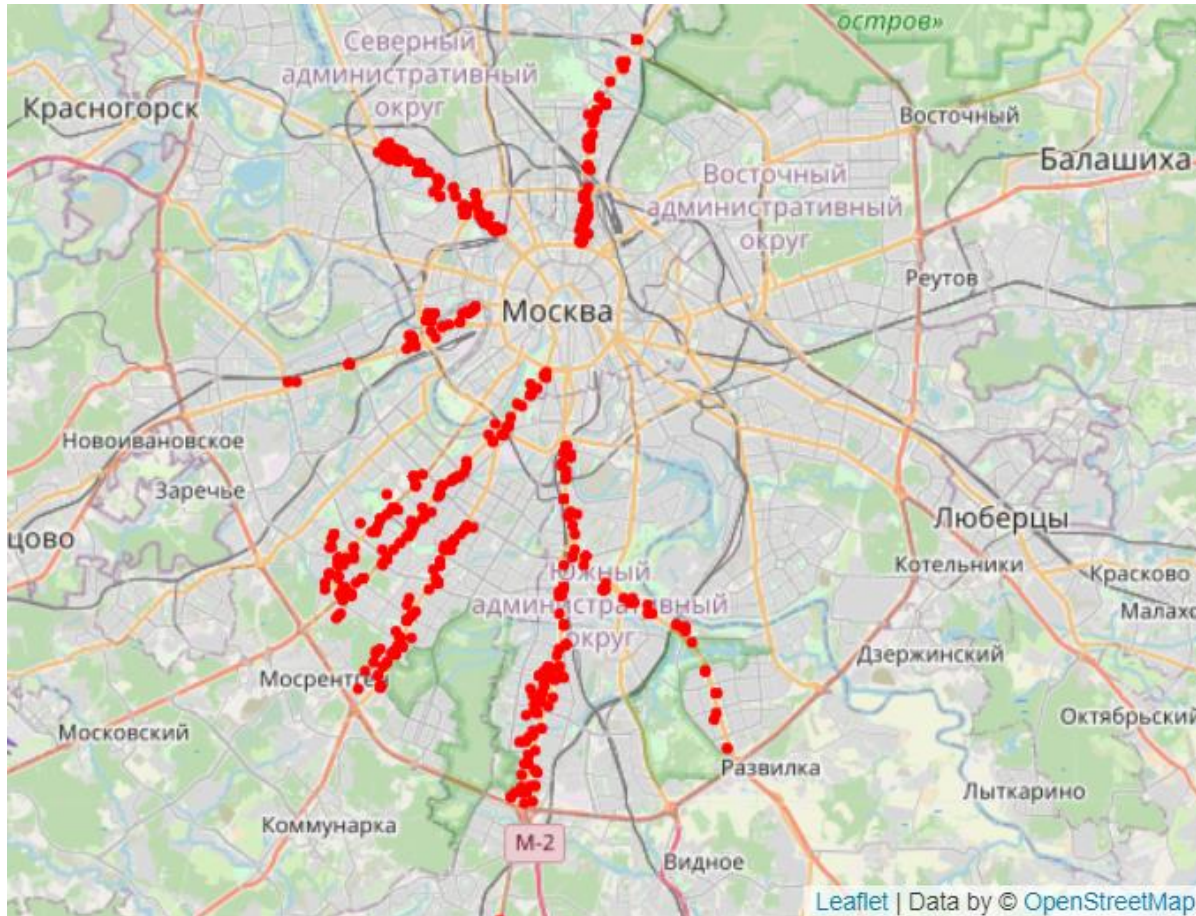 остров»
Северный
административный
округ
Красногорск
Восточный
Балашиха
Восточный
административный
округ
Реутов
Москва
Новоивановское
Заречье
цово
Люберцы
Котельники
Красково
Южный
административный
округ
Малахо
Дзержинский
Мосрентген
Московский
Октябрьский
Развилка
Лыткарино
Коммунарка
М-2
Видное
Leaflet | Data by © OpenStreetMap